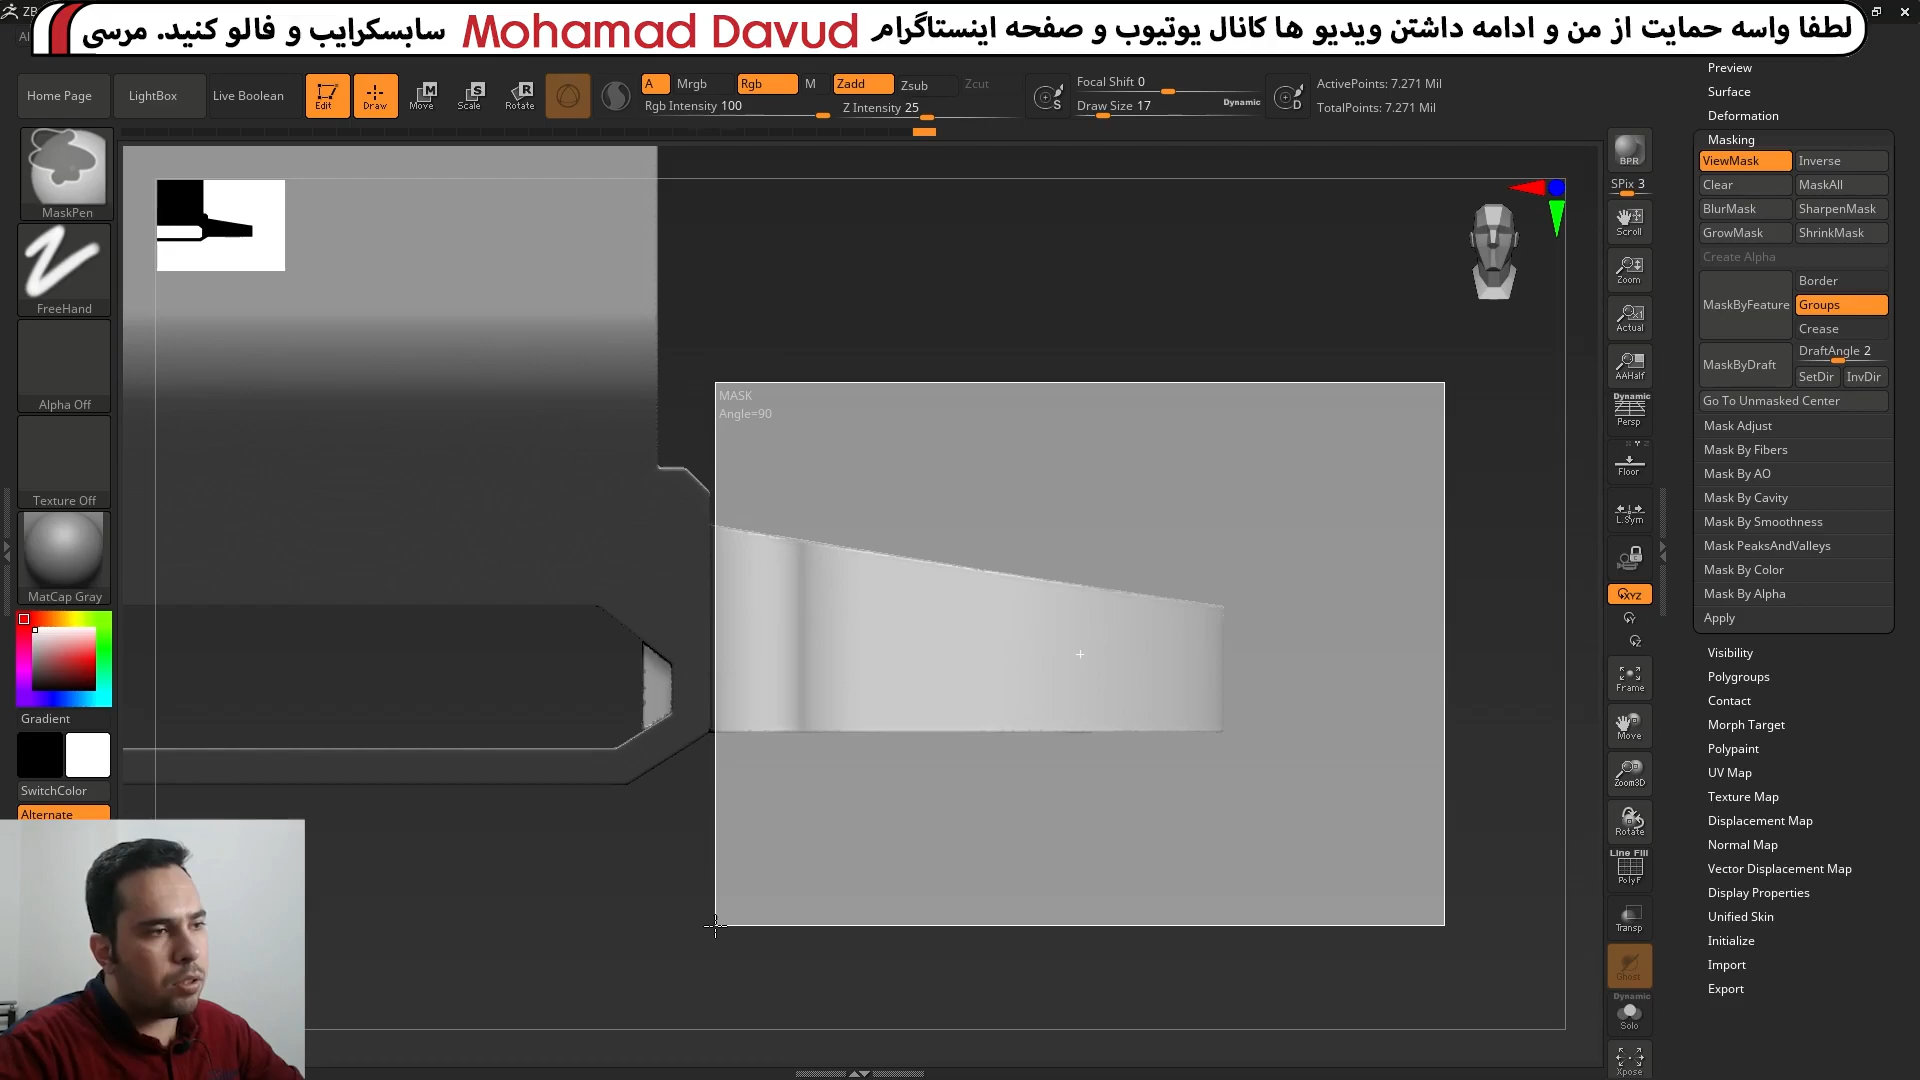 ZB
لطفا واسه حمایت از من و ادامه داشتن ویدیو ها کانال یوتیوب و صفحه اینستاگرام Mohamad Davud سابسکرایب و فالو کنید. مرسی
Al
Home Page
LightBox
Live Boolean
Edit
Draw
Move
Scale
Rotate
A
Mrgb
Rgb
M
Zadd
Zsub
Zcut
Rgb Intensity 100
Z Intensity 25
Focal Shift 0
Draw Size 17
Dynamic
ActivePoints: 7.271 Mil
TotalPoints: 7.271 Mil
MaskPen
FreeHand
Alpha Off
Texture Off
MatCap Gray
Gradient
SwitchColor
Alternate
MASK
Angle=90
BPR
SPix 3
Scroll
Zoom
Actual
AAHalf
Dynamic
Persp
Floor
L.Sym
XYZ
Y
Z
Frame
Move
Zoom3D
Rotate
Line Fill
PolyF
Transp
Ghost
Dynamic
Solo
Xpose
Preview
Surface
Deformation
Masking
ViewMask
Inverse
Clear
MaskAll
BlurMask
SharpenMask
GrowMask
ShrinkMask
Create Alpha
MaskByFeature
Border
Groups
Crease
MaskByDraft
DraftAngle 2
SetDir
InvDir
Go To Unmasked Center
Mask Adjust
Mask By Fibers
Mask By AO
Mask By Cavity
Mask By Smoothness
Mask PeaksAndValleys
Mask By Color
Mask By Alpha
Apply
Visibility
Polygroups
Contact
Morph Target
Polypaint
UV Map
Texture Map
Displacement Map
Normal Map
Vector Displacement Map
Display Properties
Unified Skin
Initialize
Import
Export